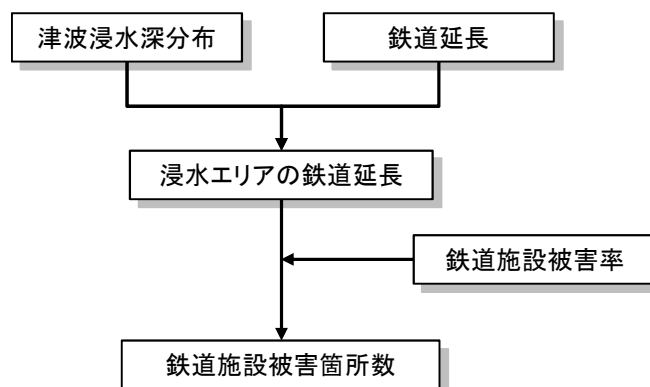 津波浸水深分布
鉄道延長
浸水エリアの鉄道延長
鉄道施設被害率
鉄道施設被害箇所数